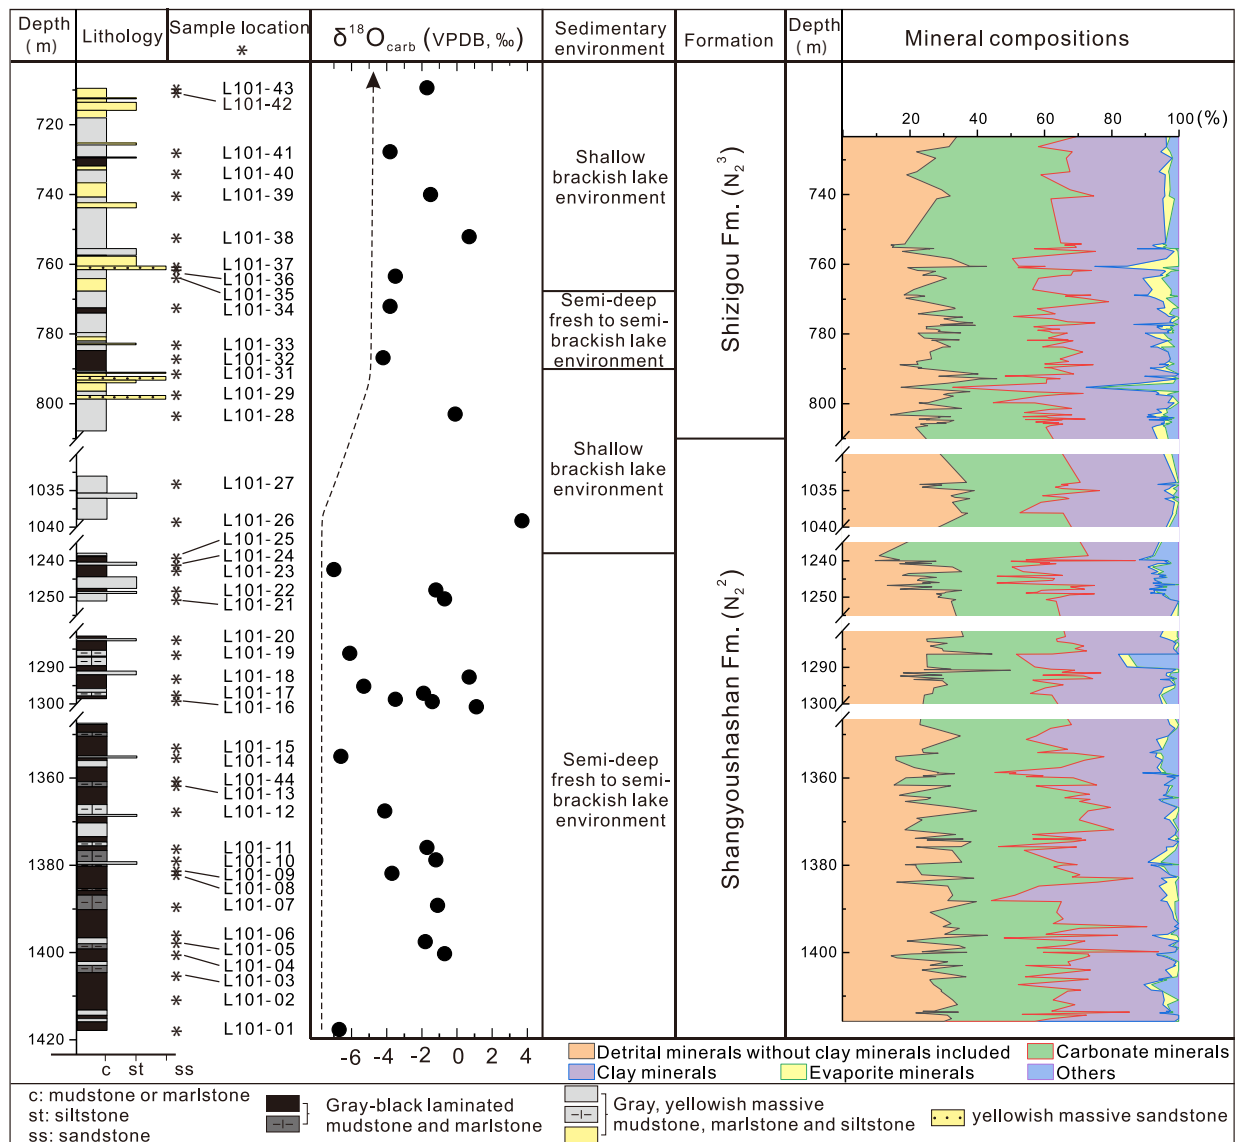 Depth
(m)
Lithology
Sample location
*
δ¹⁸Ocarb (VPDB, ‰)
Sedimentary
environment
Formation
Depth
(m)
Mineral compositions
L101-43
L101-42
L101-41
L101-40
L101-39
L101-38
L101-37
L101-36
L101-35
L101-34
L101-33
L101-32
L101-31
L101-29
L101-28
L101-27
L101-26
L101-25
L101-24
L101-23
L101-22
L101-21
L101-20
L101-19
L101-18
L101-17
L101-16
L101-15
L101-14
L101-44
L101-13
L101-12
L101-11
L101-10
L101-09
L101-08
L101-07
L101-06
L101-05
L101-04
L101-03
L101-02
L101-01
720
740
760
780
800
1035
1040
1240
1250
1290
1300
1360
1380
1400
1420
c st ss
-6 -4 -2 0 2 4
Shallow
brackish lake
environment
Semi-deep
fresh to semi-
brackish lake
environment
Shallow
brackish lake
environment
Semi-deep
fresh to semi-
brackish lake
environment
Shizigou Fm. (N₂³)
Shangyoushashan Fm. (N₂²)
740
760
780
800
1035
1040
1240
1250
1290
1300
1360
1380
1400
20 40 60 80 100 (%)
Detrital minerals without clay minerals included
Carbonate minerals
Clay minerals
Evaporite minerals
Others
c: mudstone or marlstone
st: siltstone
ss: sandstone
Gray-black laminated
mudstone and marlstone
Gray, yellowish massive
mudstone, marlstone and siltstone
yellowish massive sandstone